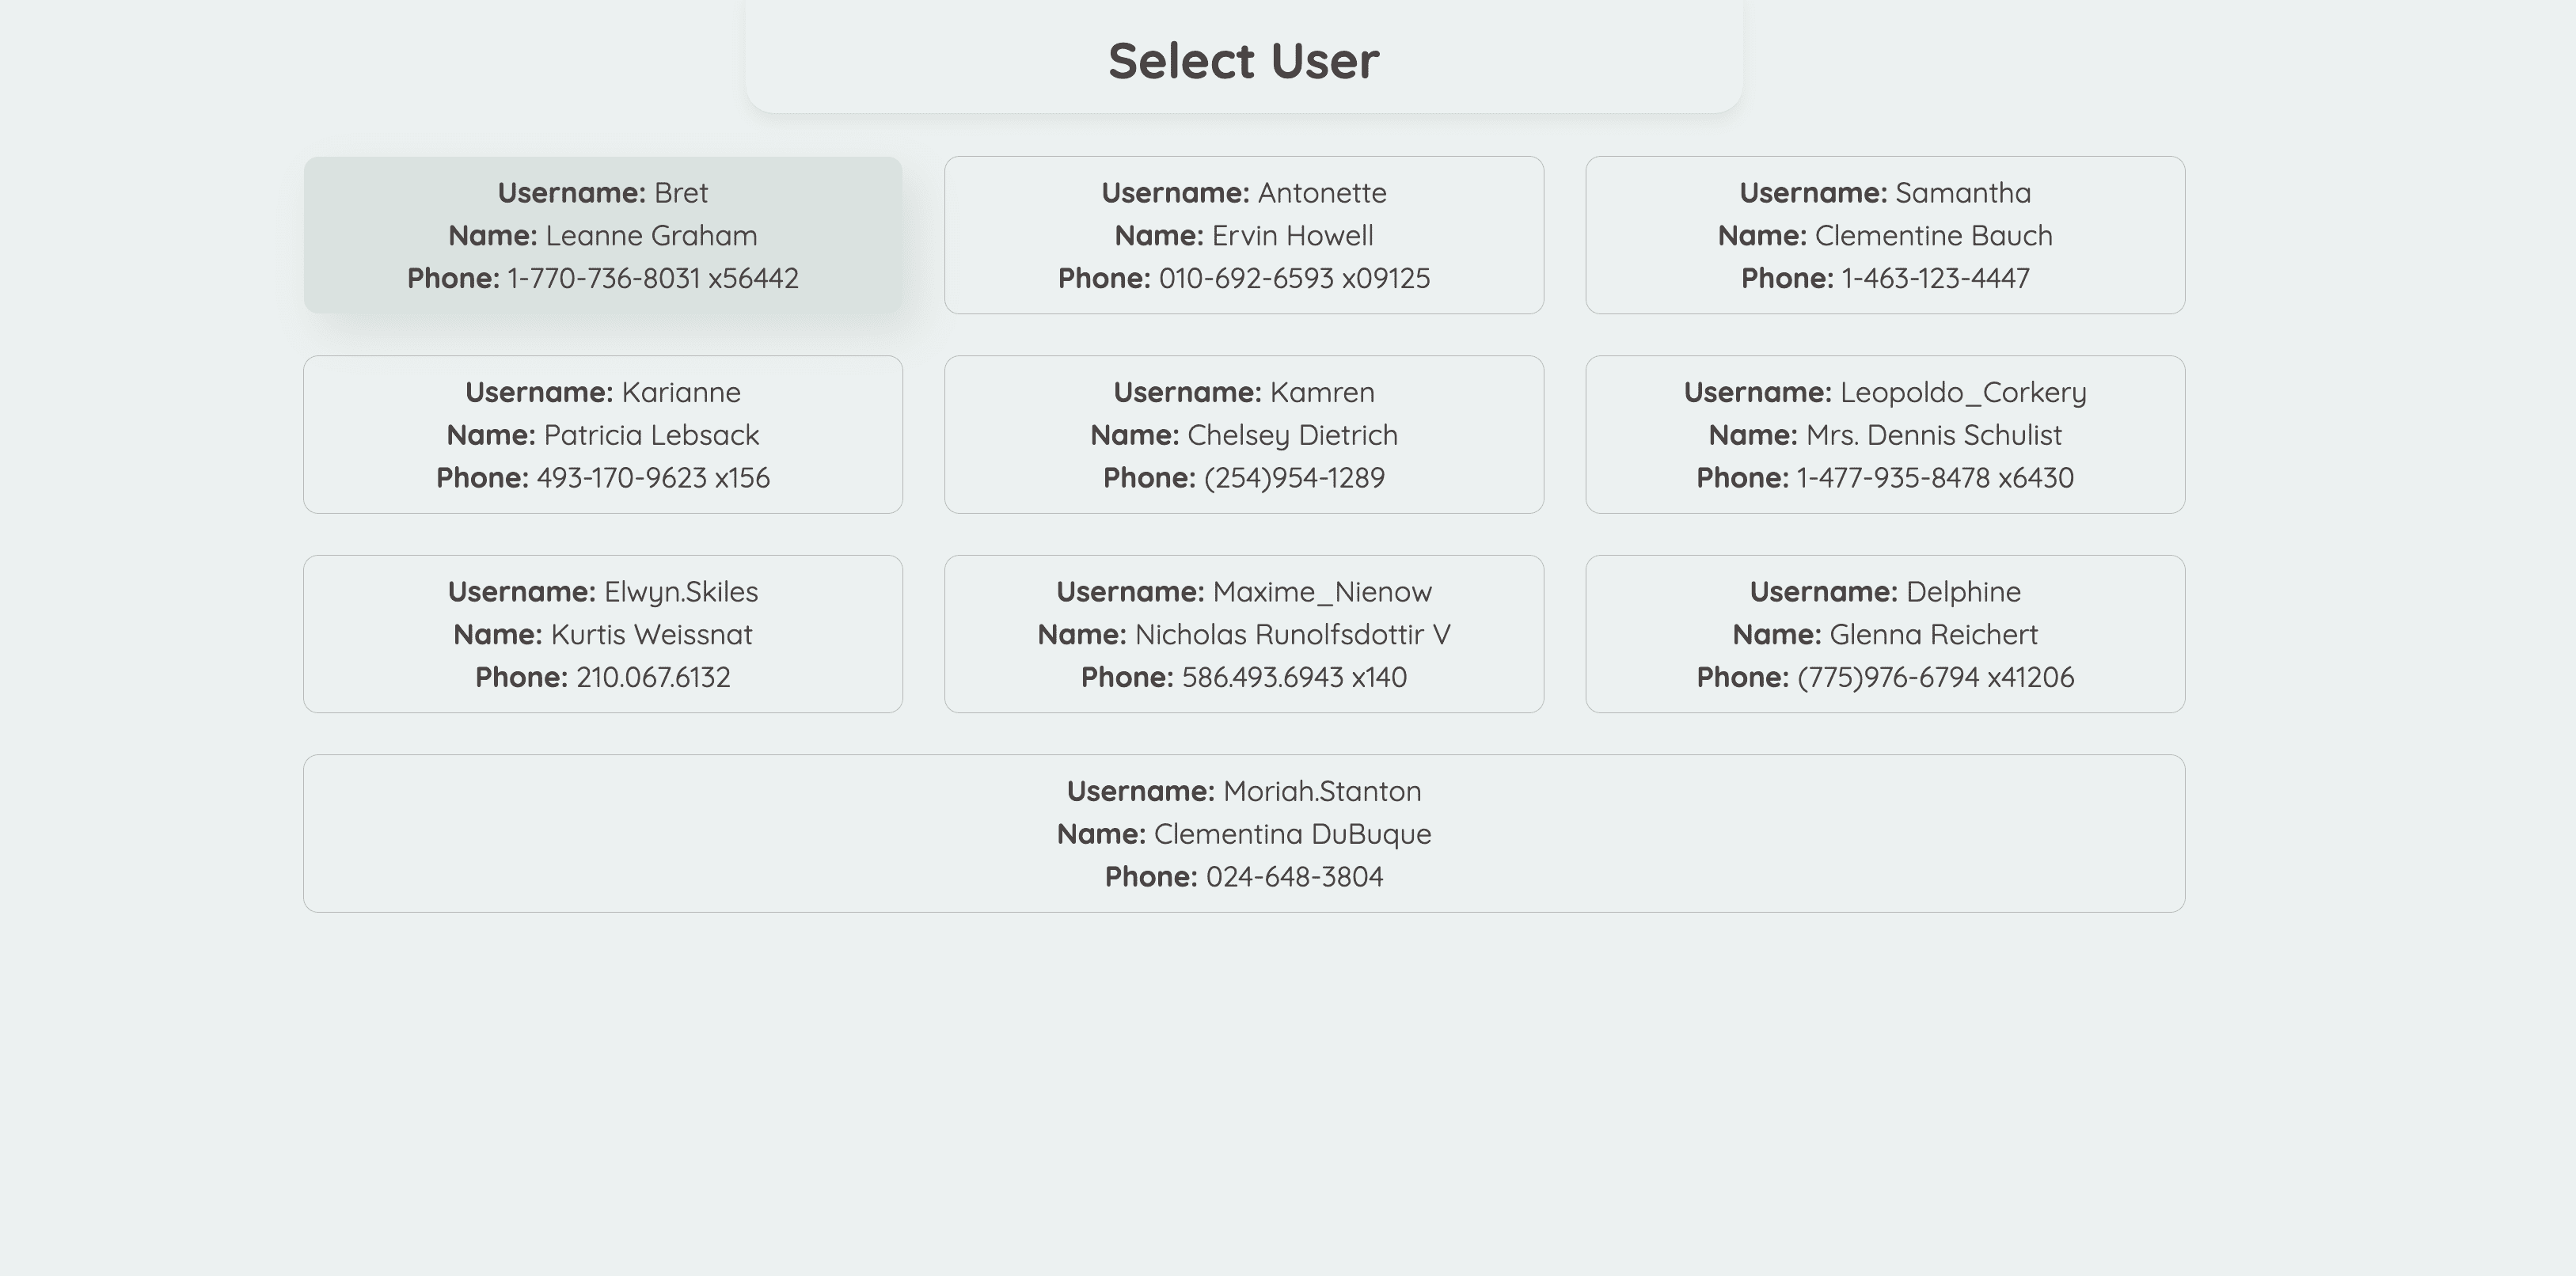 Select User
Username: Bret
Name: Leanne Graham
Phone: 1-770-736-8031 x56442
Username: Antonette
Name: Ervin Howell
Phone: 010-692-6593 x09125
Username: Samantha
Name: Clementine Bauch
Phone: 1-463-123-4447
Username: Karianne
Name: Patricia Lebsack
Phone: 493-170-9623 x156
Username: Kamren
Name: Chelsey Dietrich
Phone: (254)954-1289
Username: Leopoldo_Corkery
Name: Mrs. Dennis Schulist
Phone: 1-477-935-8478 x6430
Username: Elwyn.Skiles
Name: Kurtis Weissnat
Phone: 210.067.6132
Username: Maxime_Nienow
Name: Nicholas Runolfsdottir V
Phone: 586.493.6943 x140
Username: Delphine
Name: Glenna Reichert
Phone: (775)976-6794 x41206
Username: Moriah.Stanton
Name: Clementina DuBuque
Phone: 024-648-3804